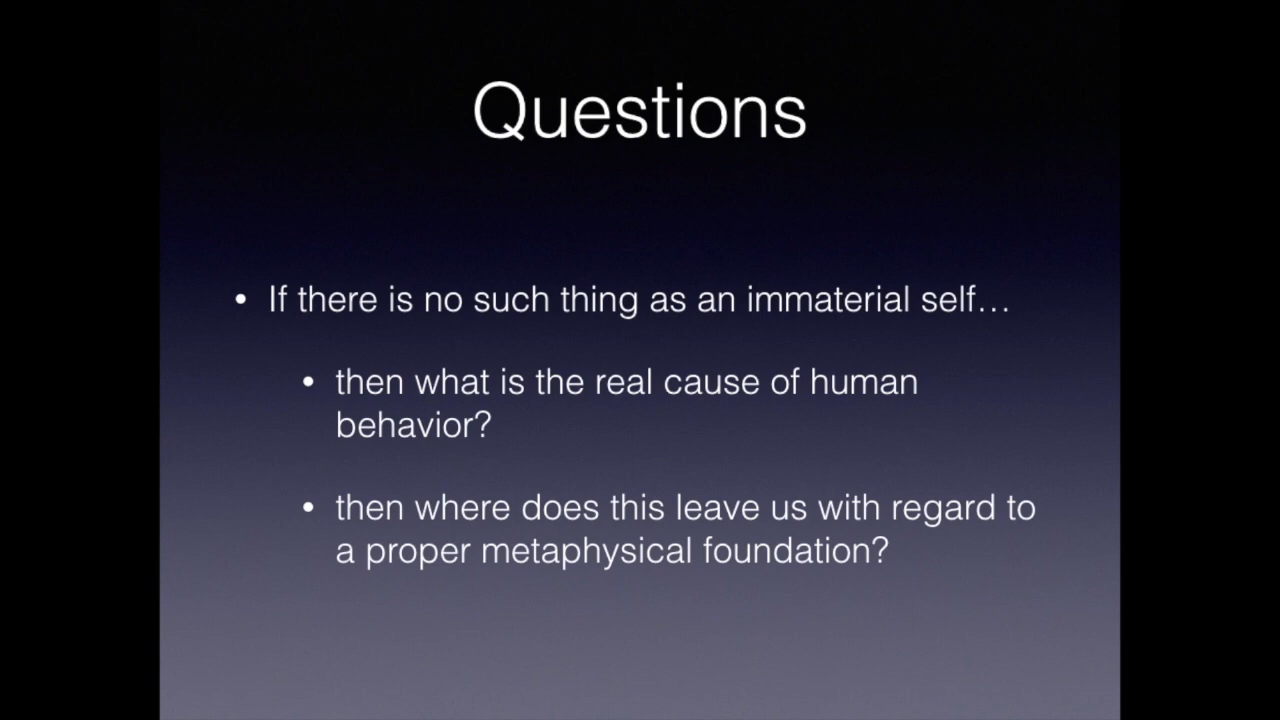 Questions
• If there is no such thing as an immaterial self…
• then what is the real cause of human
behavior?
• then where does this leave us with regard to
a proper metaphysical foundation?